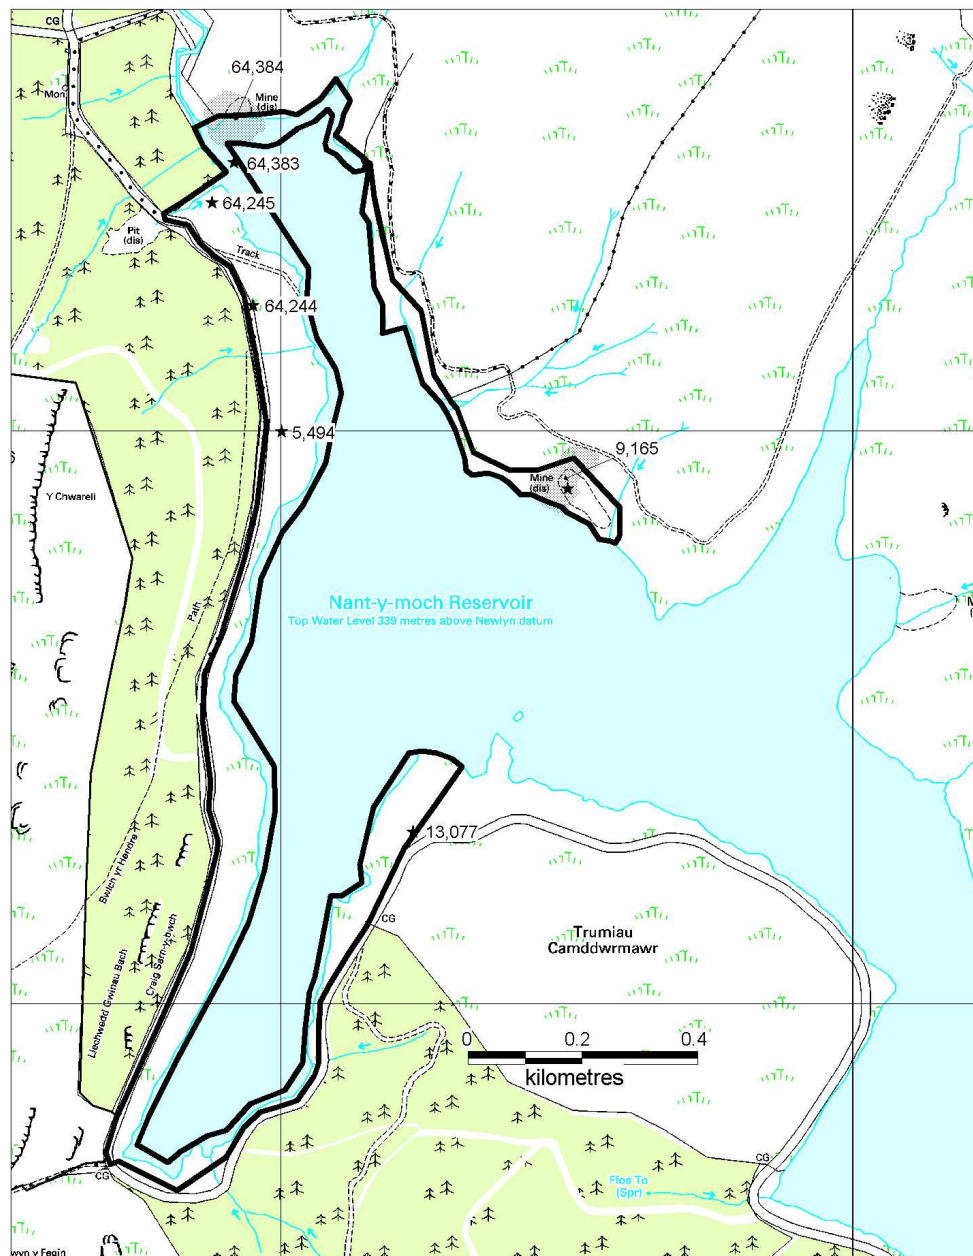 CG
64,384
Mine
(dis)
Mon
64,383
64,245
Pit
(dis)
Track
64,244
5,494
9,165
Mine
(dis)
Y Chwareli
Path
Nant-y-moch Reservoir
Top Water Level 339 metres above Newlyn datum
13,077
Bwlch yr Hendre
CG
Trumiau
Camddwrmawr
Craig Sarn-Ybwch
Llechwedd Gwinau Bach
0 0.2 0.4
kilometres
CG
CG
Ffos To
(Spr)